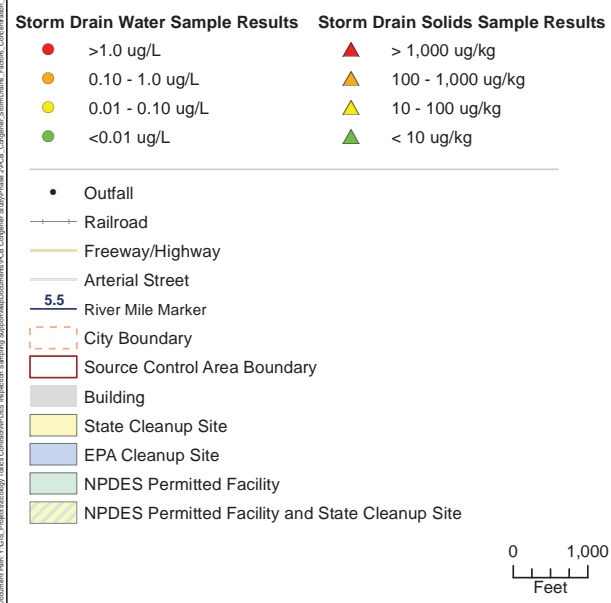 Storm Drain Water Sample Results Storm Drain Solids Sample Results
>1.0 ug/L > 1,000 ug/kg
0.10 - 1.0 ug/L 100 - 1,000 ug/kg
0.01 - 0.10 ug/L 10 - 100 ug/kg
<0.01 ug/L < 10 ug/kg
Outfall
Railroad
Freeway/Highway
Arterial Street
5.5 River Mile Marker
City Boundary
Source Control Area Boundary
Building
State Cleanup Site
EPA Cleanup Site
NPDES Permitted Facility
NPDES Permitted Facility and State Cleanup Site
0 1,000
Feet